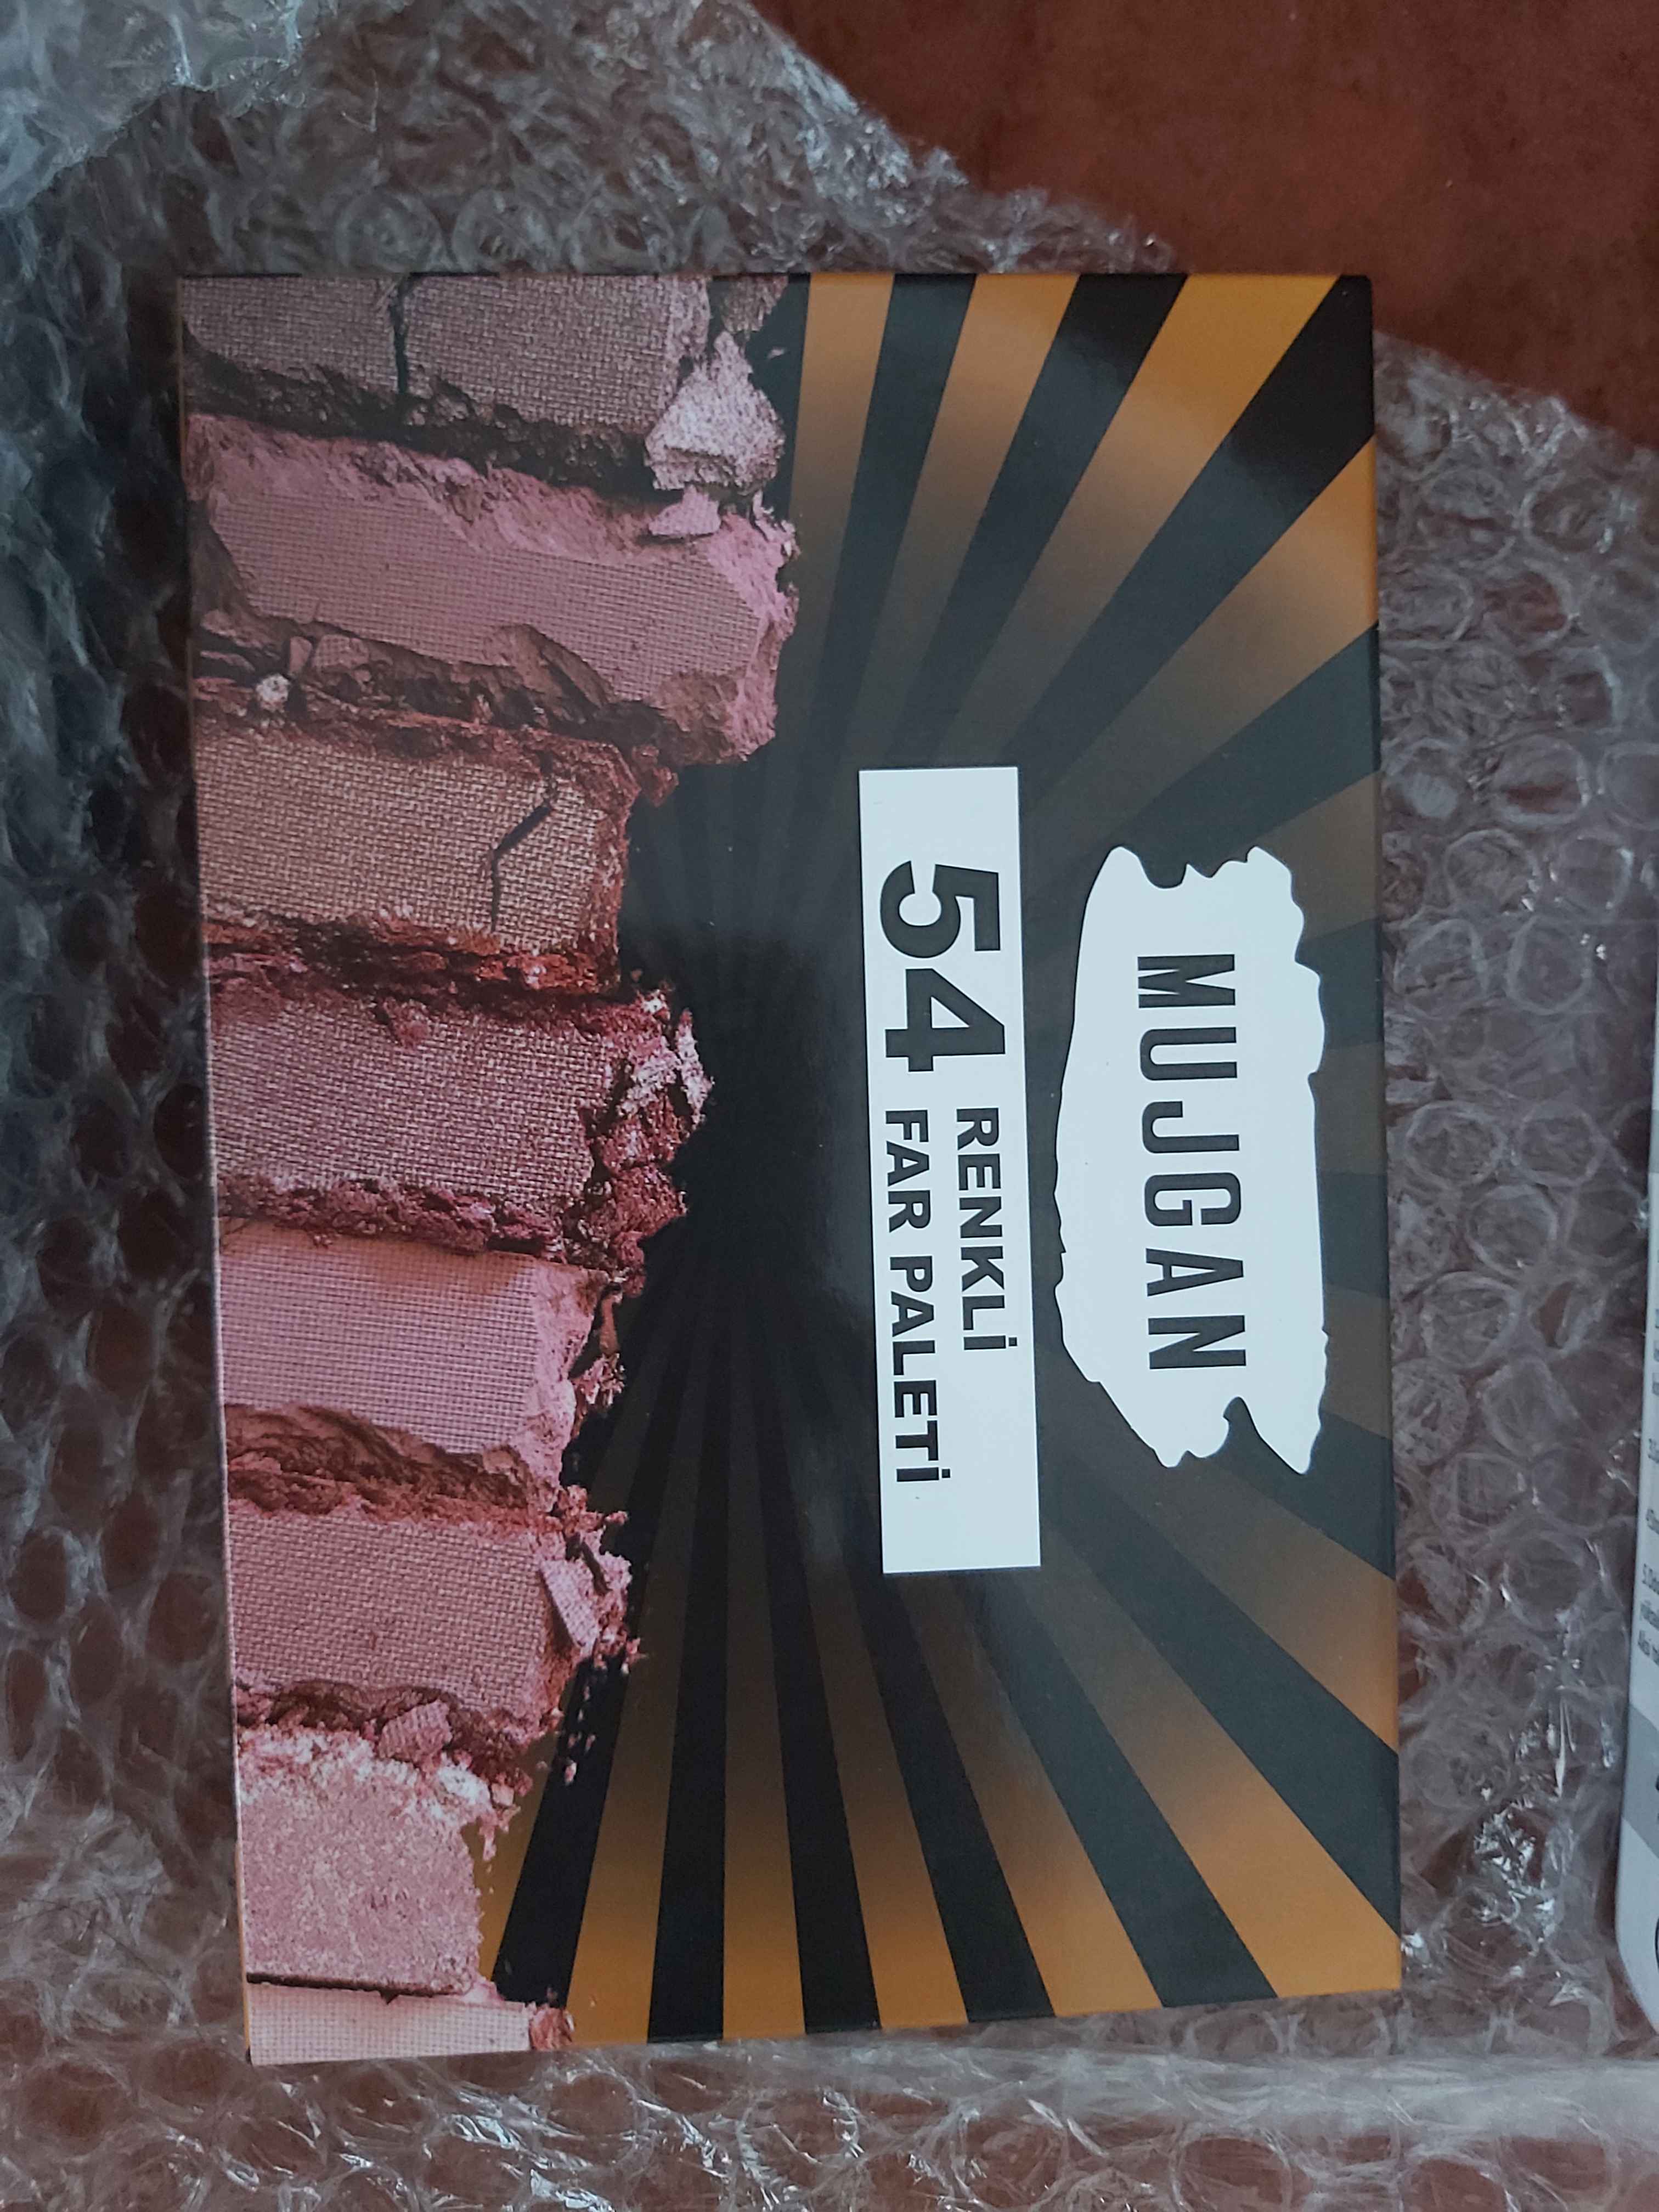 MUJGAN
54 RENKLİ
FAR PALETİ